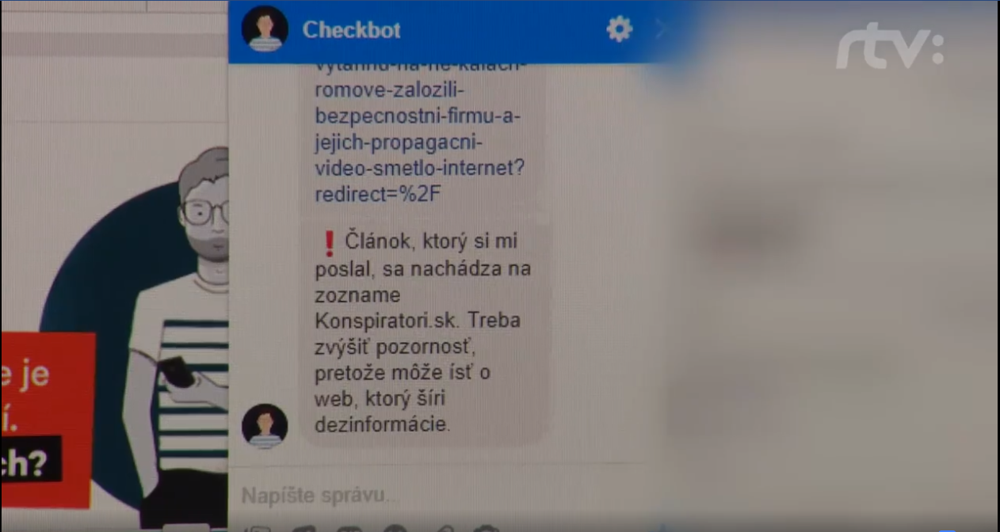 Checkbot
rtv:
romove-zalozili-
bezpecnostni-firmu-a-
jejich-propagacni-
video-smetlo-internet?
redirect=%2F
❗ Článok, ktorý si mi
poslal, sa nachádza na
zozname
Konspiratori.sk. Treba
zvýšiť pozornosť,
pretože môže ísť o
web, ktorý šíri
dezinformácie.
Napíšte správu...
e je
í.
ch?